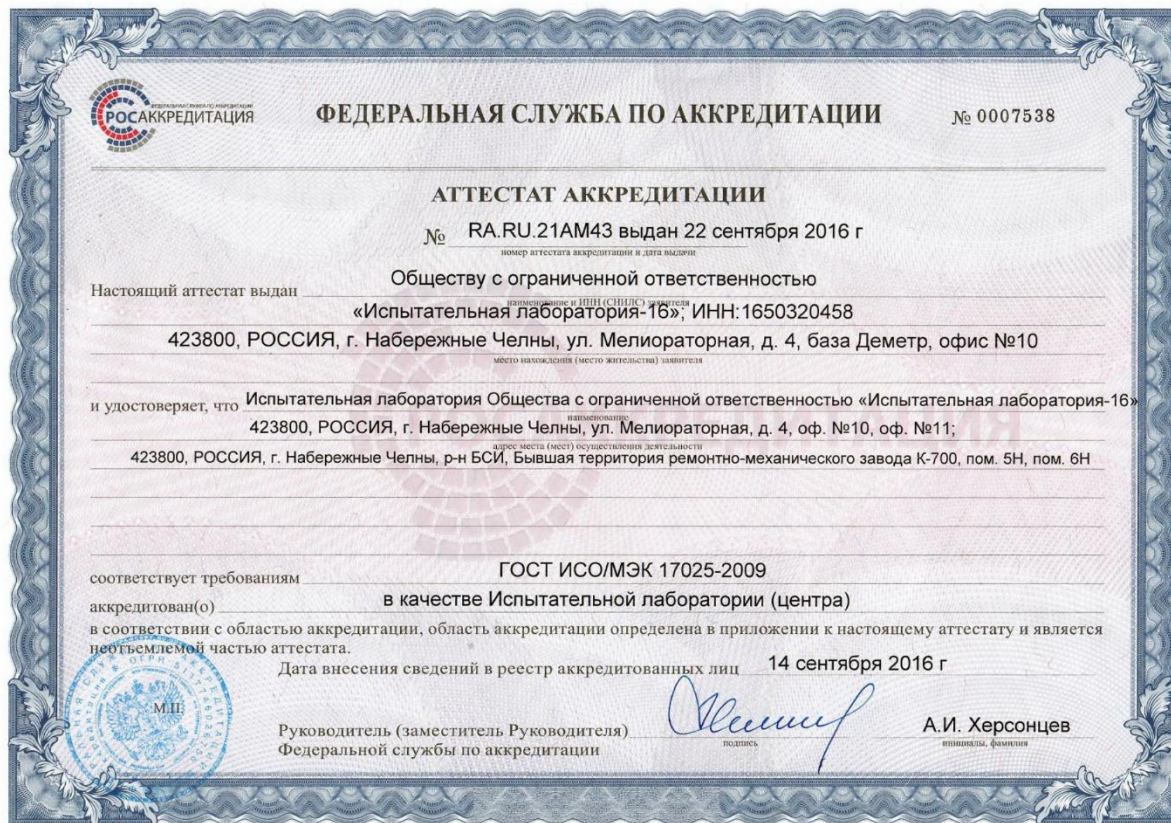 ФЕДЕРАЛЬНАЯ СЛУЖБА ПО АККРЕДИТАЦИИ
РОСАККРЕДИТАЦИЯ
ФЕДЕРАЛЬНАЯ СЛУЖБА ПО АККРЕДИТАЦИИ
№ 0007538
АТТЕСТАТ АККРЕДИТАЦИИ
№ RA.RU.21АМ43 выдан 22 сентября 2016 г
номер аттестата аккредитации и дата выдачи
Настоящий аттестат выдан Обществу с ограниченной ответственностью
наименование и ИНН (СНИЛС) заявителя
«Испытательная лаборатория-16»; ИНН:1650320458
423800, РОССИЯ, г. Набережные Челны, ул. Мелиораторная, д. 4, база Деметр, офис №10
место нахождения (место жительства) заявителя
и удостоверяет, что Испытательная лаборатория Общества с ограниченной ответственностью «Испытательная лаборатория-16»
наименование
423800, РОССИЯ, г. Набережные Челны, ул. Мелиораторная, д. 4, оф. №10, оф. №11;
адрес места (мест) осуществления деятельности
423800, РОССИЯ, г. Набережные Челны, р-н БСИ, Бывшая территория ремонтно-механического завода К-700, пом. 5Н, пом. 6Н
соответствует требованиям ГОСТ ИСО/МЭК 17025-2009
аккредитован(о) в качестве Испытательной лаборатории (центра)
в соответствии с областью аккредитации, область аккредитации определена в приложении к настоящему аттестату и является
неотъемлемой частью аттестата.
Дата внесения сведений в реестр аккредитованных лиц 14 сентября 2016 г
М.П.
Руководитель (заместитель Руководителя)
Федеральной службы по аккредитации
подпись
А.И. Херсонцев
инициалы, фамилия